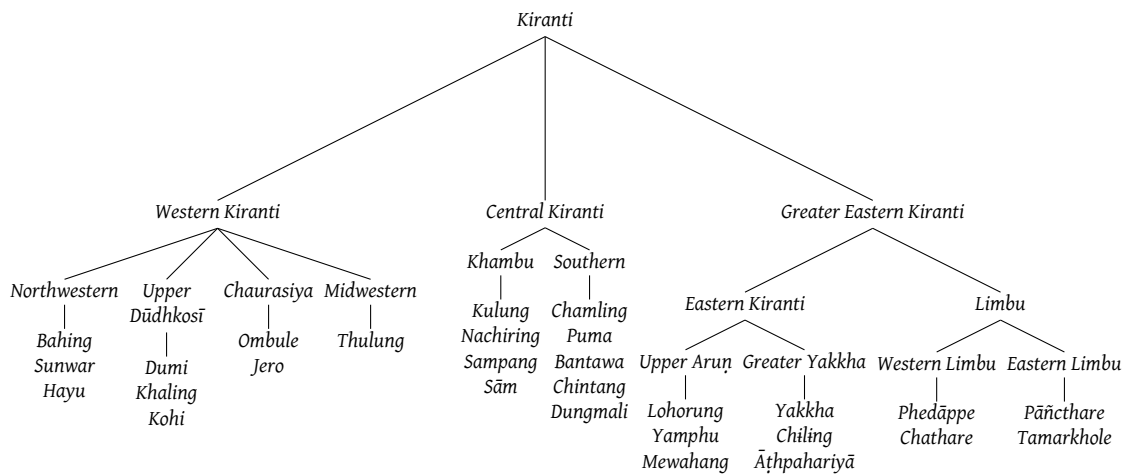 Kiranti
Western Kiranti
Central Kiranti
Greater Eastern Kiranti
Northwestern
Bahing
Sunwar
Hayu
Upper
Dūdhkosī
Dumi
Khaling
Kohi
Chaurasiya
Ombule
Jero
Midwestern
Thulung
Khambu
Kulung
Nachiring
Sampang
Sām
Southern
Chamling
Puma
Bantawa
Chintang
Dungmali
Eastern Kiranti
Upper Aruṇ
Lohorung
Yamphu
Mewahang
Greater Yakkha
Yakkha
Chɨlɨng
Āṭhpahariyā
Limbu
Western Limbu
Phedāppe
Chathare
Eastern Limbu
Pāñcthare
Tamarkhole